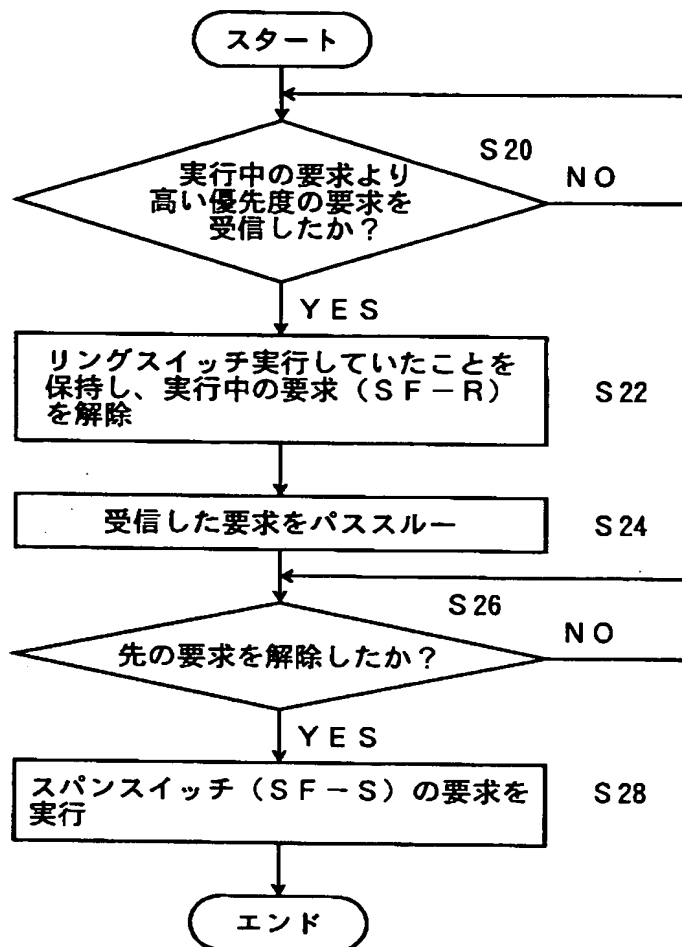 スタート
S20
実行中の要求より
高い優先度の要求を
受信したか?
NO
YES
リングスイッチ実行していたことを
保持し、実行中の要求(SF-R)
を解除
S22
受信した要求をパススルー
S24
S26
先の要求を解除したか?
NO
YES
スパンスイッチ(SF-S)の要求を
実行
S28
エンド